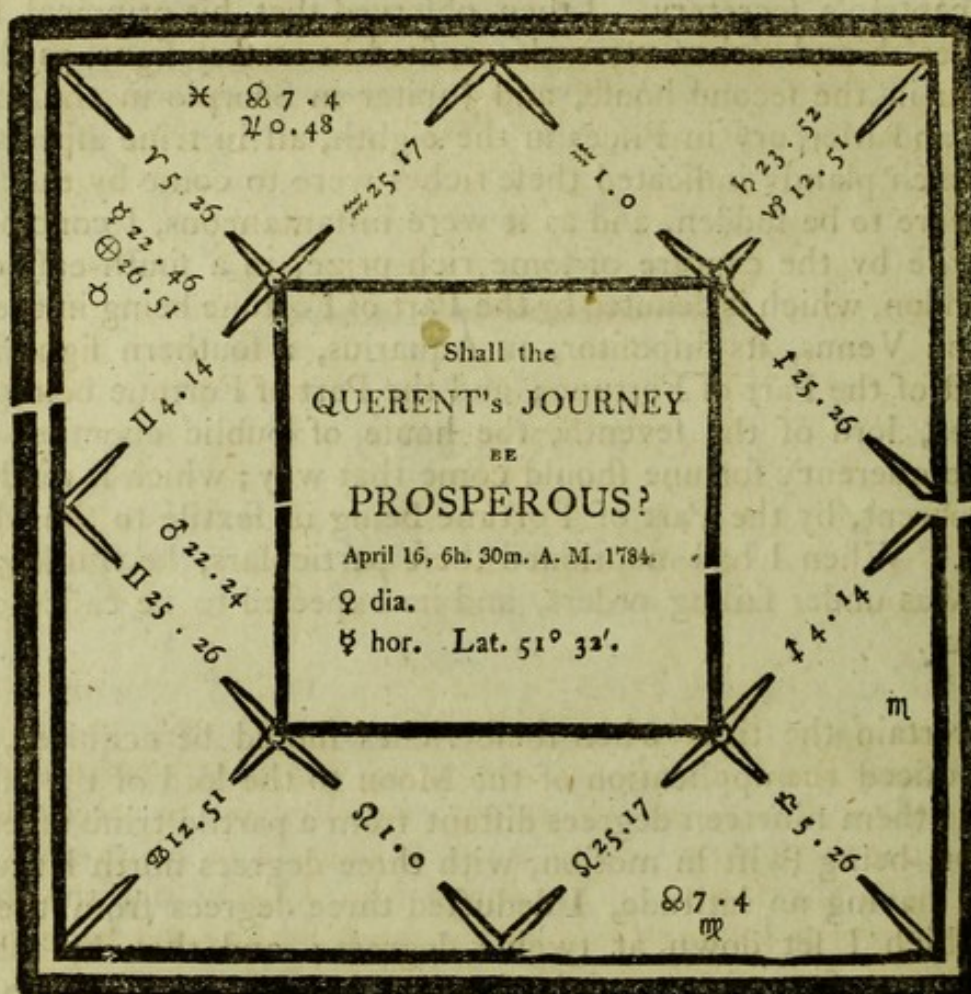 ♓ ☊ 7 . 4
♃ 0.48
♈ 5 . 26
☿ 22 . 46
⊕ 26 . 51
♒ 25.17
♒ 1 . 0
♄ 23 . 52
♑ 12.51
♐ 25.26
♊ 4.14
♂ 22.24
♊ 25 . 26
Shall the
QUERENT's JOURNEY
BE
PROSPEROUS?
April 16, 6h. 30m. A. M. 1784.
♀ dia.
☿ hor. Lat. 51° 32'.
♐ 4.14
♏
♋ 12.51
♌ 1.0
♌ 25.17
5.26
☊ 7 . 4
♍